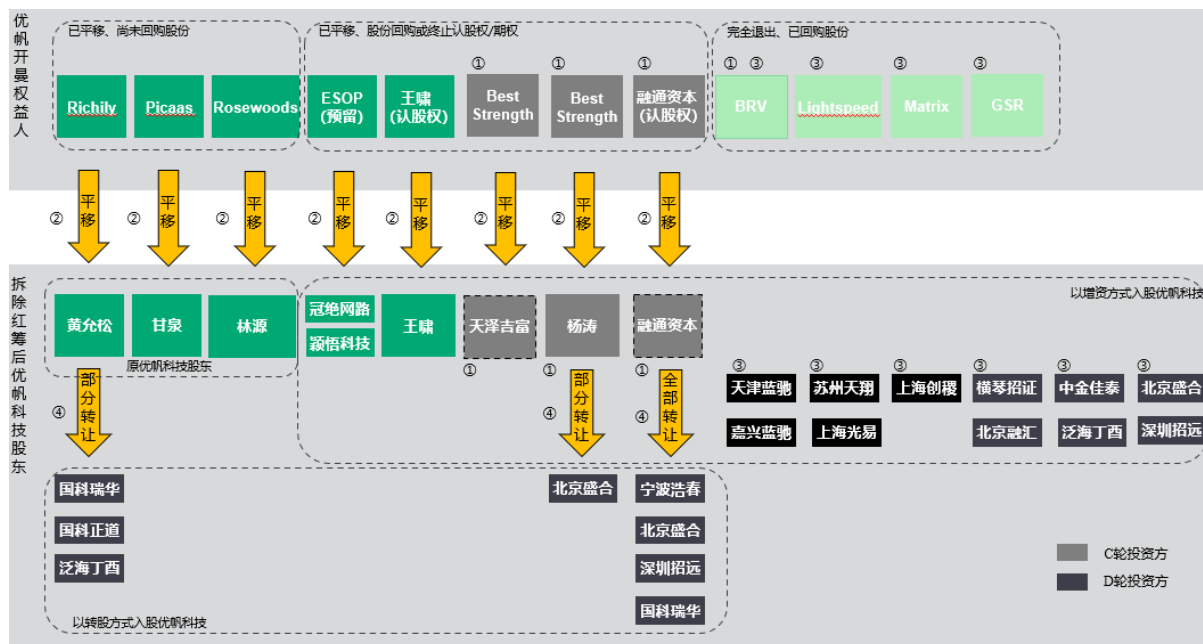 优帆开曼权益人
已平移、尚未回购股份
已平移、股份回购或终止认股权/期权
完全退出、已回购股份
① ① ① ① ③ ③ ③ ③
Richily
Picaas
Rosewoods
ESOP
(预留)
王啸
(认股权)
Best
Strength
Best
Strength
融通资本
(认股权)
BRV
Lightspeed
Matrix
GSR
② 平移
② 平移
② 平移
② 平移
② 平移
② 平移
② 平移
② 平移
拆除红筹后优帆科技股东
以增资方式入股优帆科技
黄允松
甘泉
林源
冠绝网路
颖悟科技
王啸
天泽吉富
杨涛
融通资本
原优帆科技股东
① ① ①
③ ③ ③ ③ ③ ③
天津蓝驰
苏州天翔
上海创稷
横琴招证
中金佳泰
北京盛合
嘉兴蓝驰
上海光易
北京融汇
泛海丁酉
深圳招远
④ 部分转让
④ 部分转让
④ 全部转让
国科瑞华
国科正道
泛海丁酉
北京盛合
宁波浩春
北京盛合
深圳招远
国科瑞华
以转股方式入股优帆科技
C轮投资方
D轮投资方